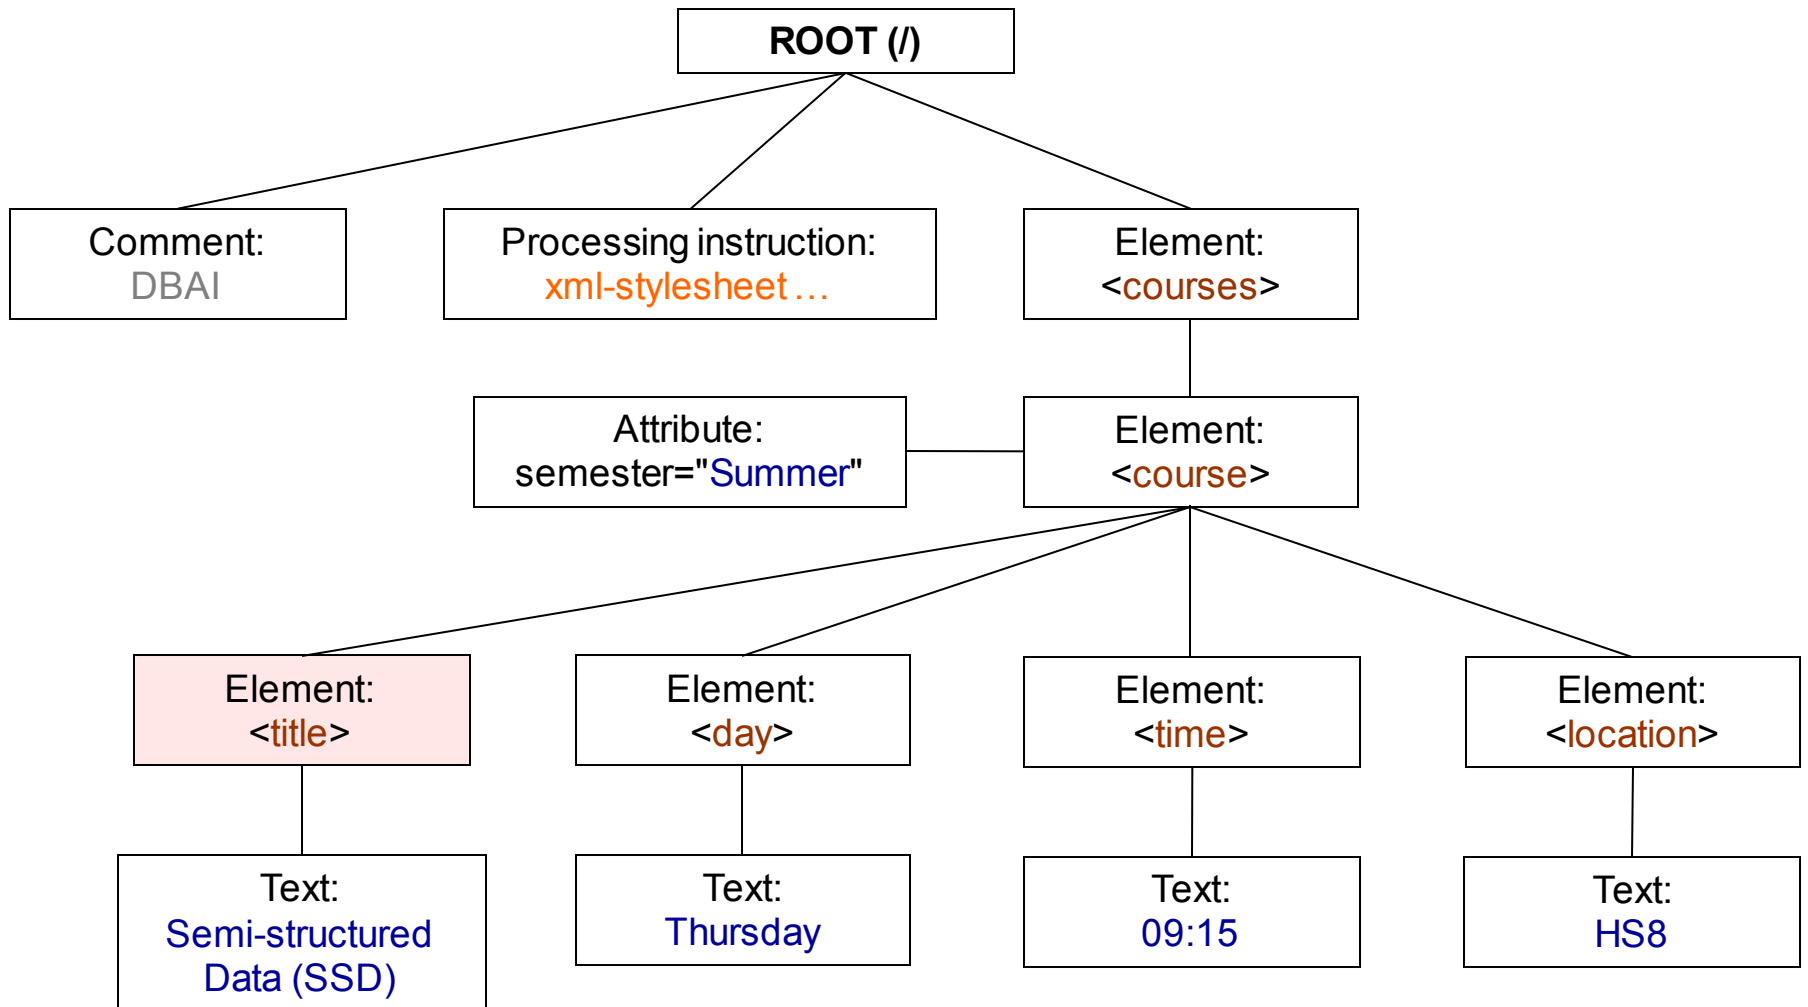 ROOT (/)
Comment:
DBAI
Processing instruction:
xml-stylesheet …
Element:
<courses>
Attribute:
semester="Summer"
Element:
<course>
Element:
<title>
Element:
<day>
Element:
<time>
Element:
<location>
Text:
Semi-structured
Data (SSD)
Text:
Thursday
Text:
09:15
Text:
HS8